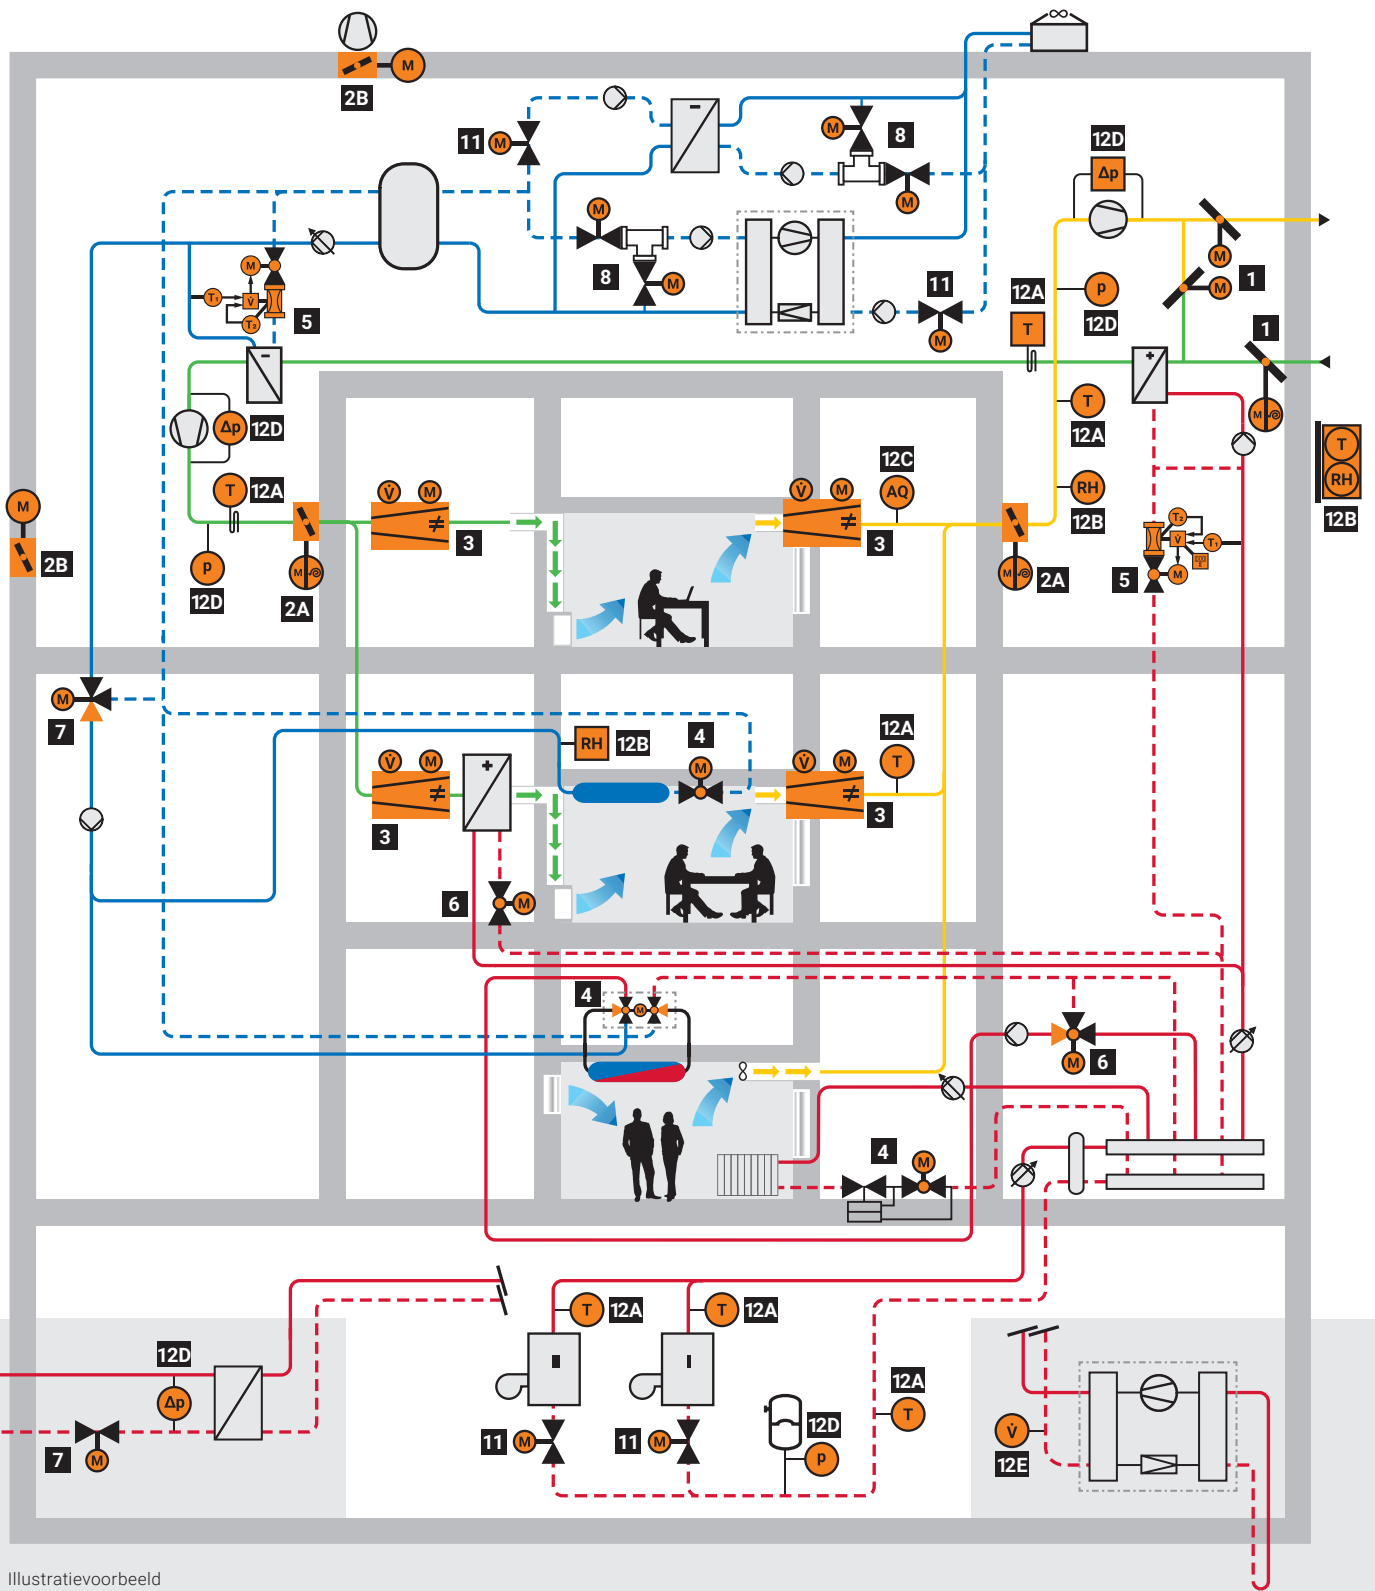 M
2B
11 M
M 8
12D
Δp
M
M
8 M
M
1
M
12A
p
12D
11
M
T
1
M
M
T₁ V̇
T₂
5
Δp 12D
T
12A
M
T
RH
12B
T 12A
p
12D
M
2A
V̇ M
3
V̇ M
3
12C
AQ
RH
12B
M
2A
T₂
V̇ T₁
M
5
M
2B
M
7
RH 12B
4
M
12A
T
V̇ M
3
V̇ M
3
6 M
4
M
M 6
4
M
T 12A
T 12A
12D
Δp
7
M
11 M
11 M
12D
p
12A
T
V̇
12E
Illustratievoorbeeld